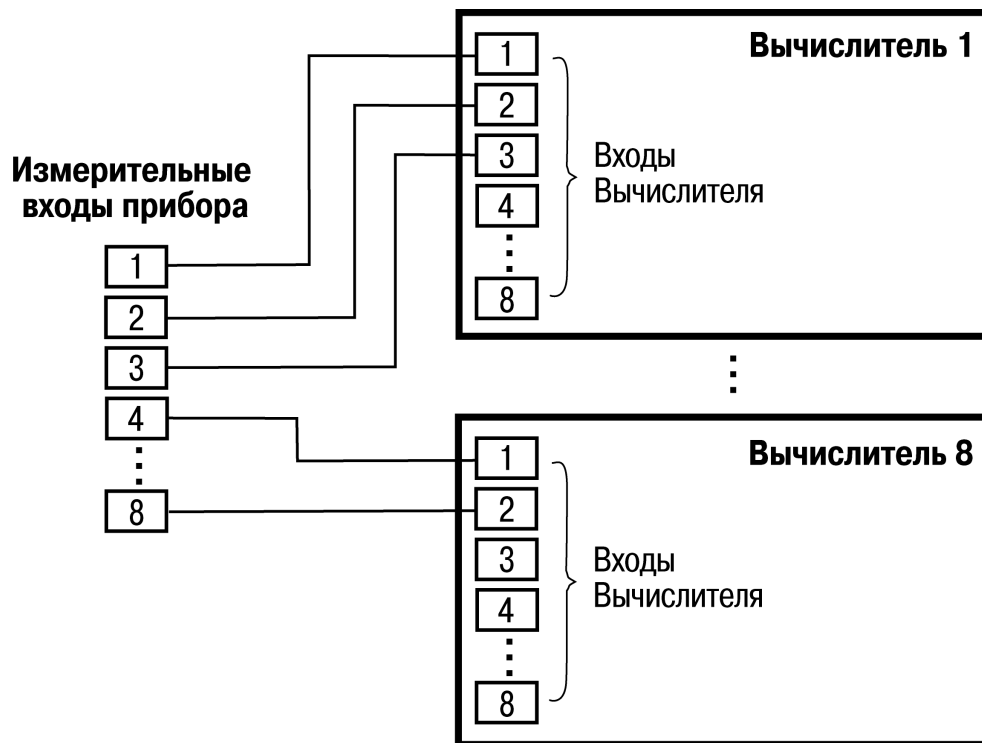 Измерительные
входы прибора
1
2
3
4
8
Вычислитель 1
1
2
3
4
8
Входы
Вычислителя
Вычислитель 8
1
2
3
4
8
Входы
Вычислителя